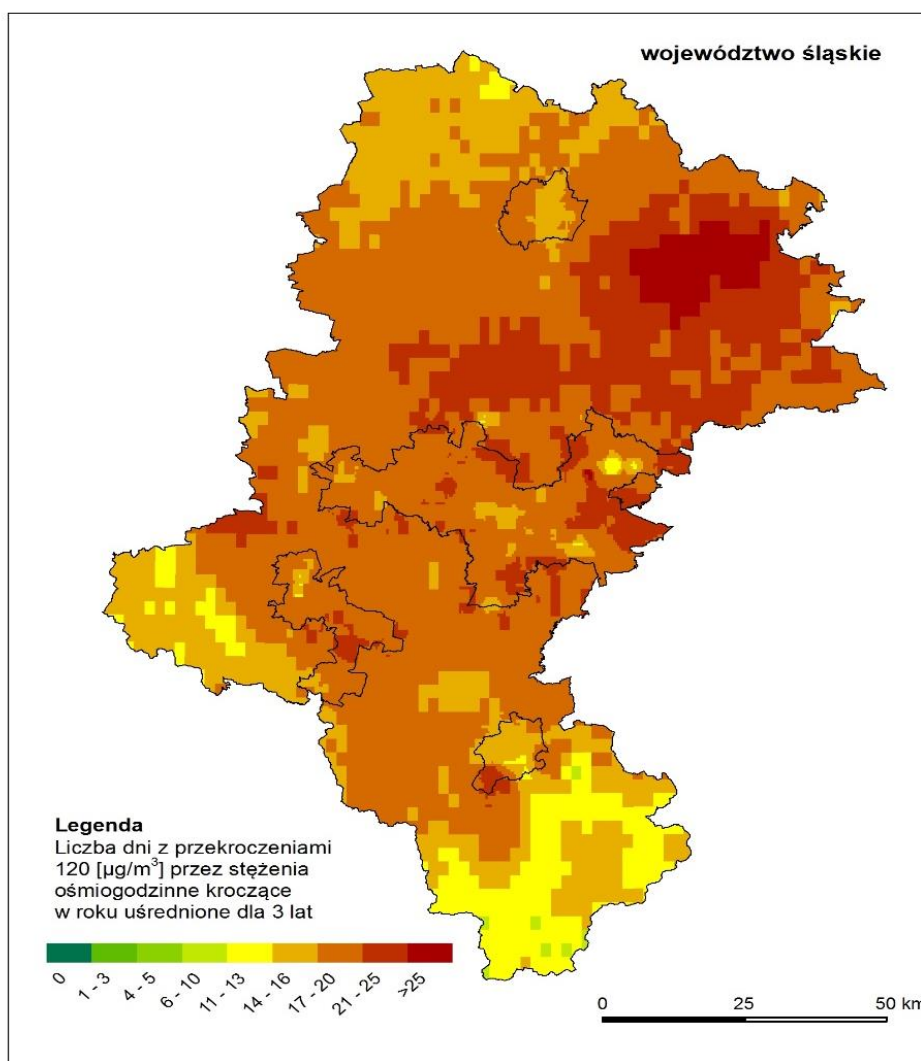 województwo śląskie
Legenda
Liczba dni z przekroczeniami
120 [µg/m³] przez stężenia
ośmiogodzinne kroczące
w roku uśrednione dla 3 lat
0
1 - 3
4 - 5
6 - 10
11 - 13
14 - 16
17 - 20
21 - 25
>25
0 25 50 km